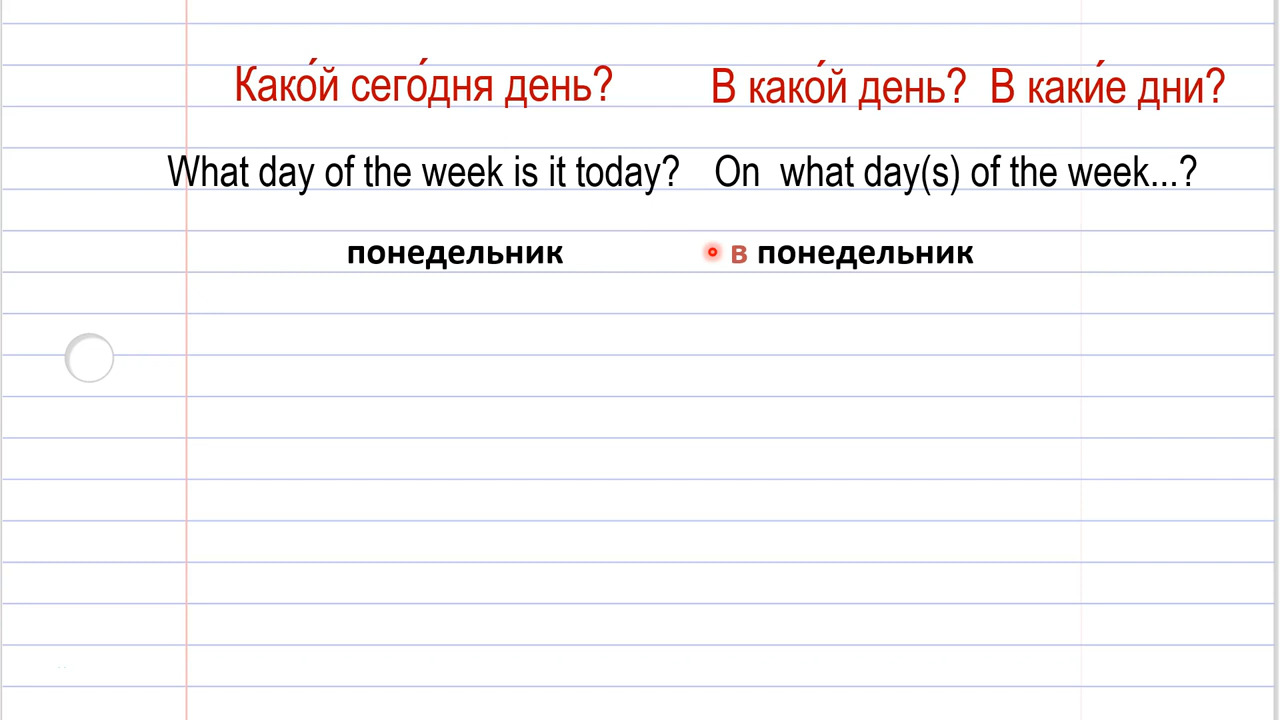 Како́й сего́дня день? В како́й день? В каки́е дни?
What day of the week is it today? On what day(s) of the week...?
понедельник в понедельник